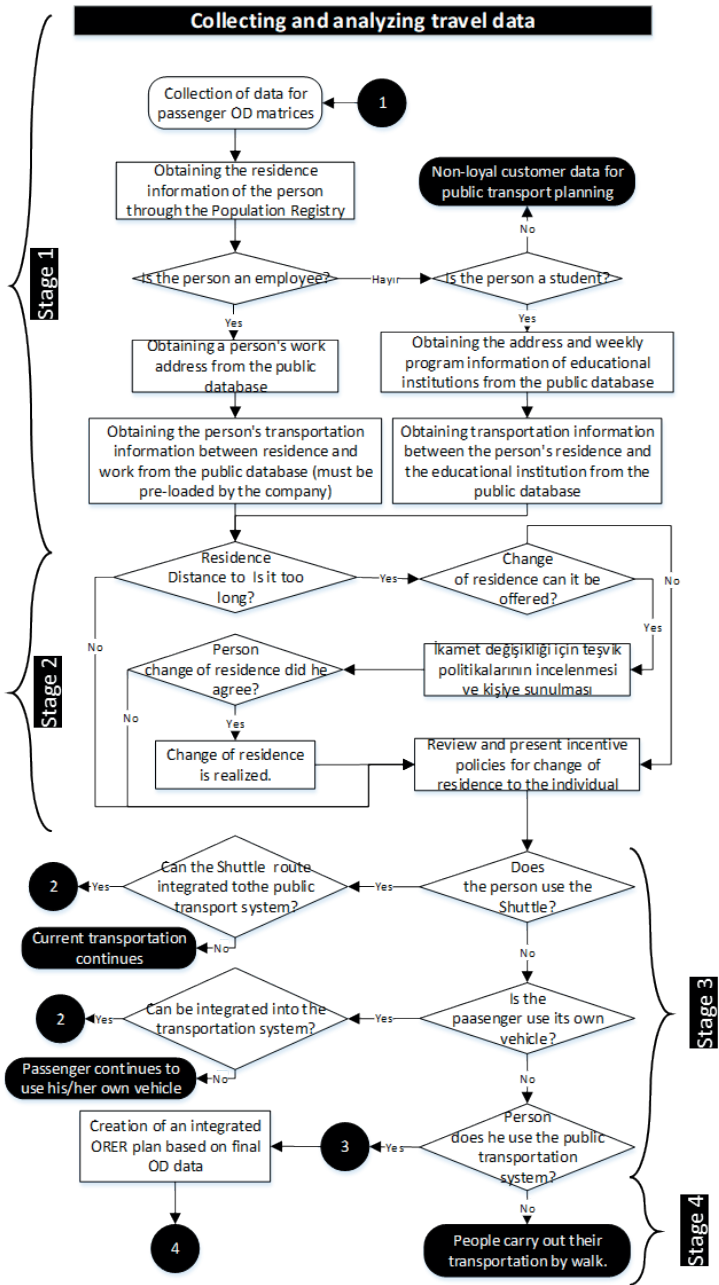 Collecting and analyzing travel data
Collection of data for
passenger OD matrices
1
Obtaining the residence
information of the person
through the Population Registry
Non-loyal customer data for
public transport planning
No
Stage 1
Is the person an employee?
Hayır
Is the person a student?
Yes
Yes
Obtaining a person's work
address from the public
database
Obtaining the address and weekly
program information of educational
institutions from the public database
Obtaining the person's transportation
information between residence and
work from the public database (must be
pre-loaded by the company)
Obtaining transportation information
between the person's residence and
the educational institution from the
public database
Residence
Distance to Is it too
long?
Yes
Change
of residence can it be
offered?
No
Yes
No
Stage 2
Person
change of residence did he
agree?
İkamet değişikliği için teşvik
politikalarının incelenmesi
ve kişiye sunulması
No
Yes
Change of residence
is realized.
Review and present incentive
policies for change of
residence to the individual
Can the Shuttle route
integrated tothe public
transport system?
Yes
2
Yes
Does
the person use the
Shuttle?
Current transportation
continues
No
No
Stage 3
2
Yes
Can be integrated into the
transportation system?
Yes
Is the
paasenger use its own
vehicle?
Passenger continues to
use his/her own vehicle
No
No
Creation of an integrated
ORER plan based on final
OD data
3
Yes
Person
does he use the public
transportation
system?
No
Stage 4
4
People carry out their
transportation by walk.